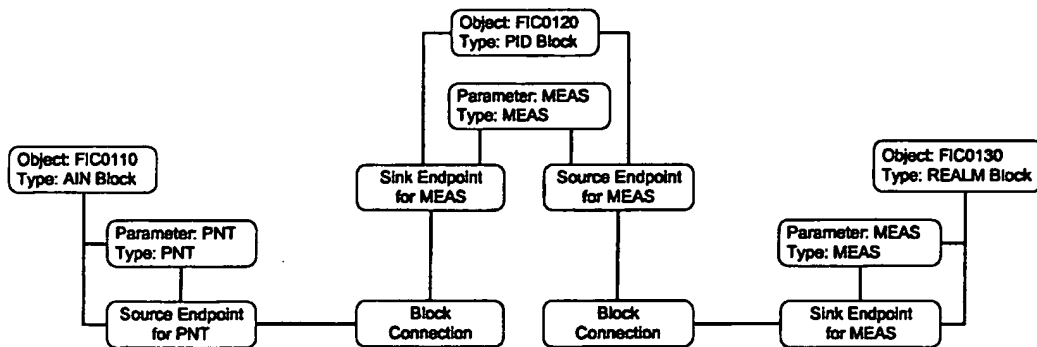 Object: FIC0120
Type: PID Block
Parameter: MEAS
Type: MEAS
Object: FIC0110
Type: AIN Block
Sink Endpoint
for MEAS
Source Endpoint
for MEAS
Object: FIC0130
Type: REALM Block
Parameter: PNT
Type: PNT
Parameter: MEAS
Type: MEAS
Source Endpoint
for PNT
Block
Connection
Block
Connection
Sink Endpoint
for MEAS